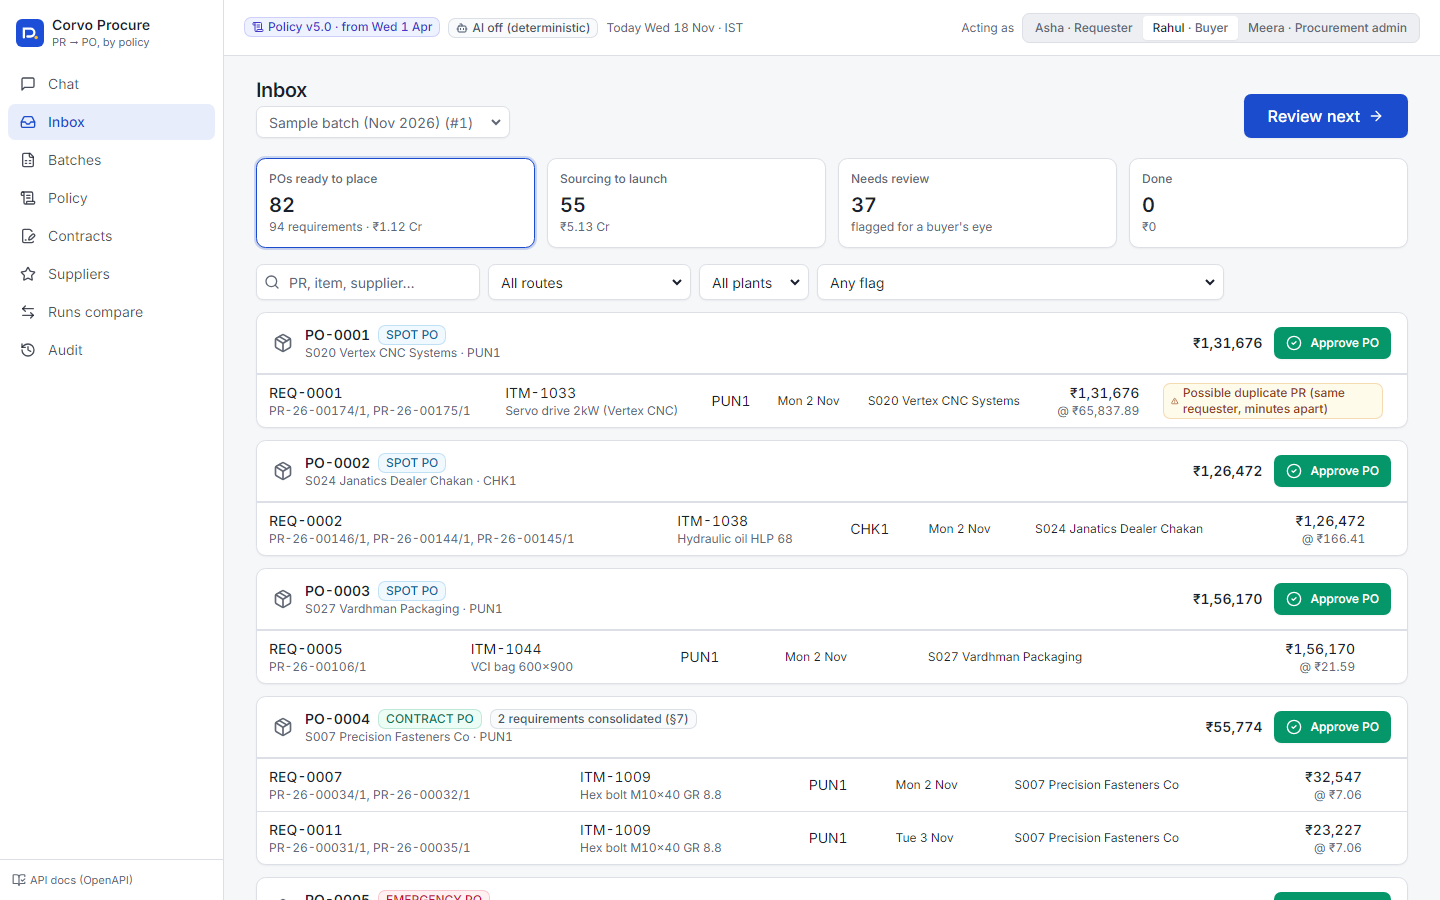 Corvo Procure
PR → PO, by policy
Chat
Inbox
Batches
Policy
Contracts
Suppliers
Runs compare
Audit
API docs (OpenAPI)
Policy v5.0 · from Wed 1 Apr
AI off (deterministic)
Today Wed 18 Nov · IST
Acting as
Asha · Requester
Rahul · Buyer
Meera · Procurement admin
Inbox
Sample batch (Nov 2026) (#1)
Review next →
POs ready to place
82
94 requirements · ₹1.12 Cr
Sourcing to launch
55
₹5.13 Cr
Needs review
37
flagged for a buyer's eye
Done
0
₹0
PR, item, supplier...
All routes
All plants
Any flag
PO-0001 SPOT PO
S020 Vertex CNC Systems · PUN1
₹1,31,676
Approve PO
REQ-0001
PR-26-00174/1, PR-26-00175/1
ITM-1033
Servo drive 2kW (Vertex CNC)
PUN1
Mon 2 Nov
S020 Vertex CNC Systems
₹1,31,676
@ ₹65,837.89
Possible duplicate PR (same
requester, minutes apart)
PO-0002 SPOT PO
S024 Janatics Dealer Chakan · CHK1
₹1,26,472
Approve PO
REQ-0002
PR-26-00146/1, PR-26-00144/1, PR-26-00145/1
ITM-1038
Hydraulic oil HLP 68
CHK1
Mon 2 Nov
S024 Janatics Dealer Chakan
₹1,26,472
@ ₹166.41
PO-0003 SPOT PO
S027 Vardhman Packaging · PUN1
₹1,56,170
Approve PO
REQ-0005
PR-26-00106/1
ITM-1044
VCI bag 600×900
PUN1
Mon 2 Nov
S027 Vardhman Packaging
₹1,56,170
@ ₹21.59
PO-0004 CONTRACT PO 2 requirements consolidated (§7)
S007 Precision Fasteners Co · PUN1
₹55,774
Approve PO
REQ-0007
PR-26-00034/1, PR-26-00032/1
ITM-1009
Hex bolt M10×40 GR 8.8
PUN1
Mon 2 Nov
S007 Precision Fasteners Co
₹32,547
@ ₹7.06
REQ-0011
PR-26-00031/1, PR-26-00035/1
ITM-1009
Hex bolt M10×40 GR 8.8
PUN1
Tue 3 Nov
S007 Precision Fasteners Co
₹23,227
@ ₹7.06
PO-0005 EMERGENCY PO